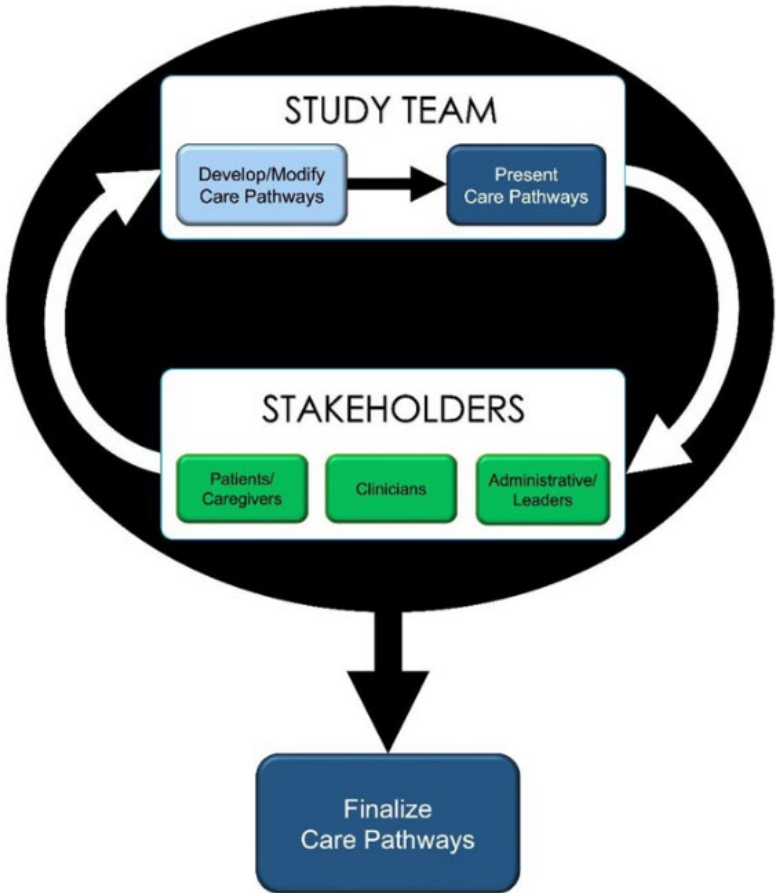 STUDY TEAM
Develop/Modify
Care Pathways
Present
Care Pathways
STAKEHOLDERS
Patients/
Caregivers
Clinicians
Administrative/
Leaders
Finalize
Care Pathways